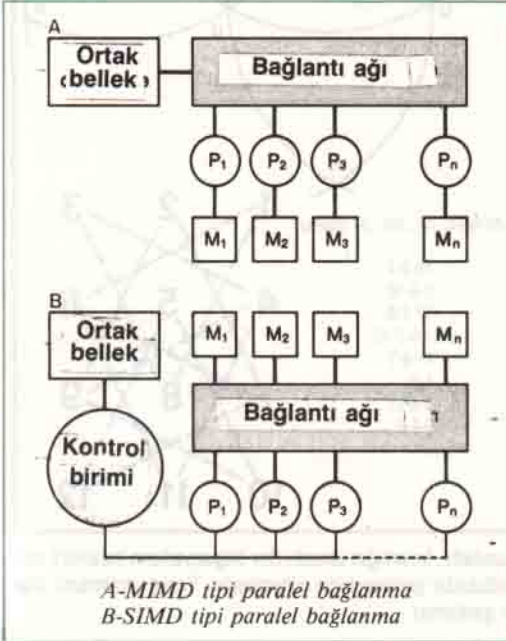 A
Ortak
bellek
Bağlantı ağı
P₁ P₂ P₃ Pₙ
M₁ M₂ M₃ Mₙ
B
Ortak
bellek
M₁ M₂ M₃ Mₙ
Bağlantı ağı
Kontrol
birimi
P₁ P₂ P₃ Pₙ
A-MIMD tipi paralel bağlanma
B-SIMD tipi paralel bağlanma